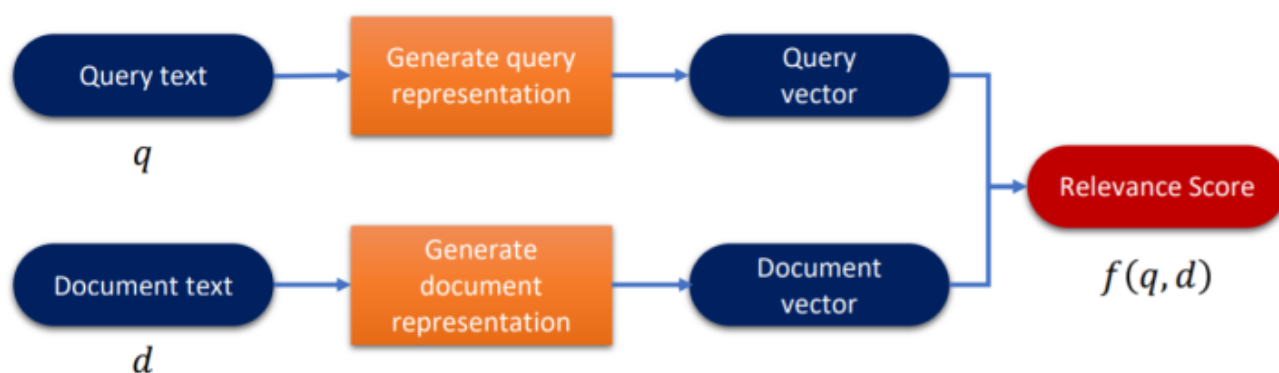 Query text
Generate query
representation
Query
vector
q
Relevance Score
f(q,d)
Document text
Generate
document
representation
Document
vector
d